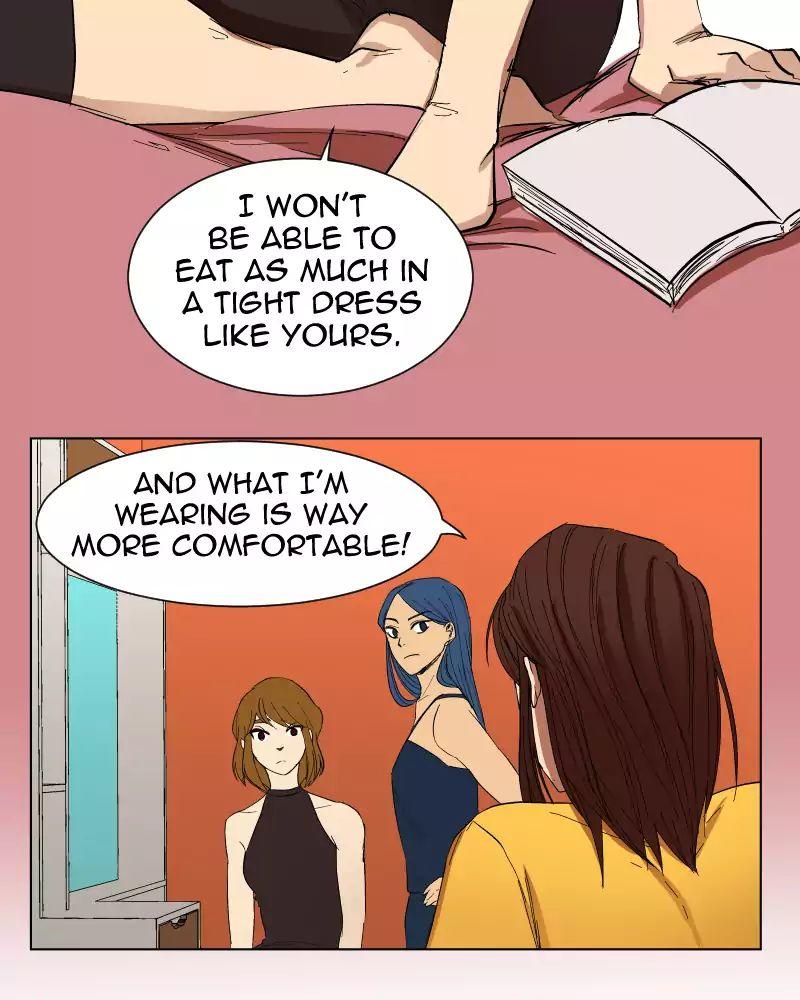 I WON'T
BE ABLE TO
EAT AS MUCH IN
A TIGHT DRESS
LIKE YOURS.
AND WHAT I'M
WEARING IS WAY
MORE COMFORTABLE!